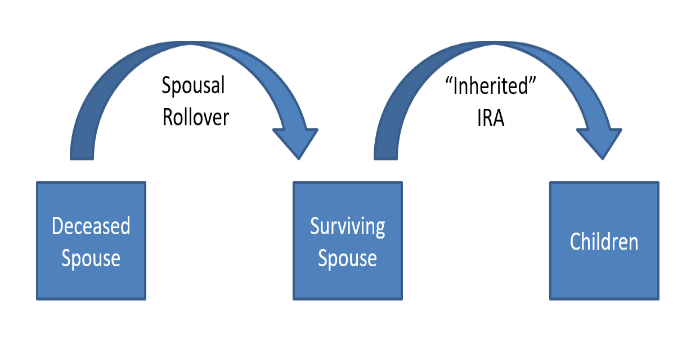 Spousal
Rollover
“Inherited”
IRA
Deceased
Spouse
Surviving
Spouse
Children